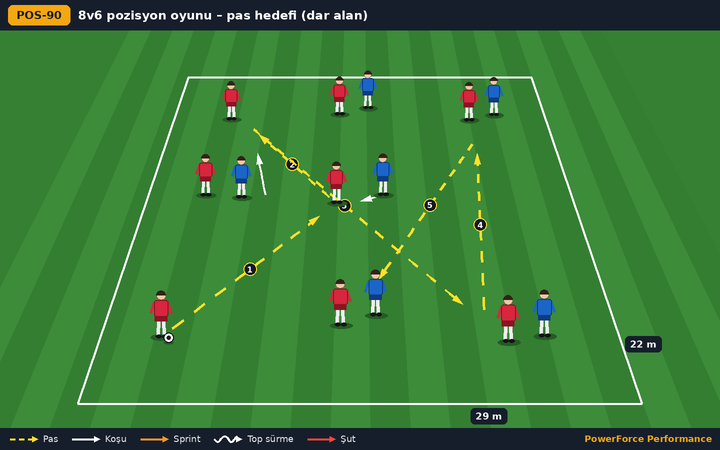 POS-90 8v6 pozisyon oyunu – pas hedefi (dar alan)
2
3
5
4
1
22 m
29 m
Pas Koşu Sprint Top sürme Şut PowerForce Performance